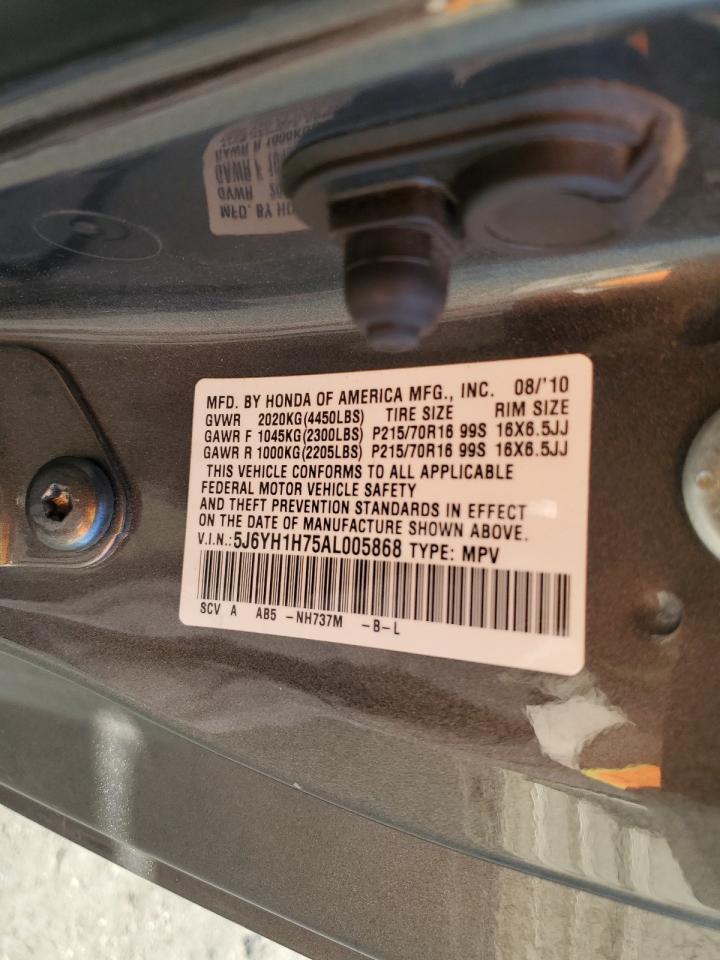 MFD. BY HONDA OF AMERICA MFG., INC. 08/'10
GVWR 2020KG(4450LBS) TIRE SIZE RIM SIZE
GAWR F 1045KG(2300LBS) P215/70R16 99S 16X6.5JJ
GAWR R 1000KG(2205LBS) P215/70R16 99S 16X6.5JJ
THIS VEHICLE CONFORMS TO ALL APPLICABLE
FEDERAL MOTOR VEHICLE SAFETY
AND THEFT PREVENTION STANDARDS IN EFFECT
ON THE DATE OF MANUFACTURE SHOWN ABOVE.
V.I.N.: 5J6YH1H75AL005868 TYPE: MPV
SCV A AB5 -NH737M -B-L